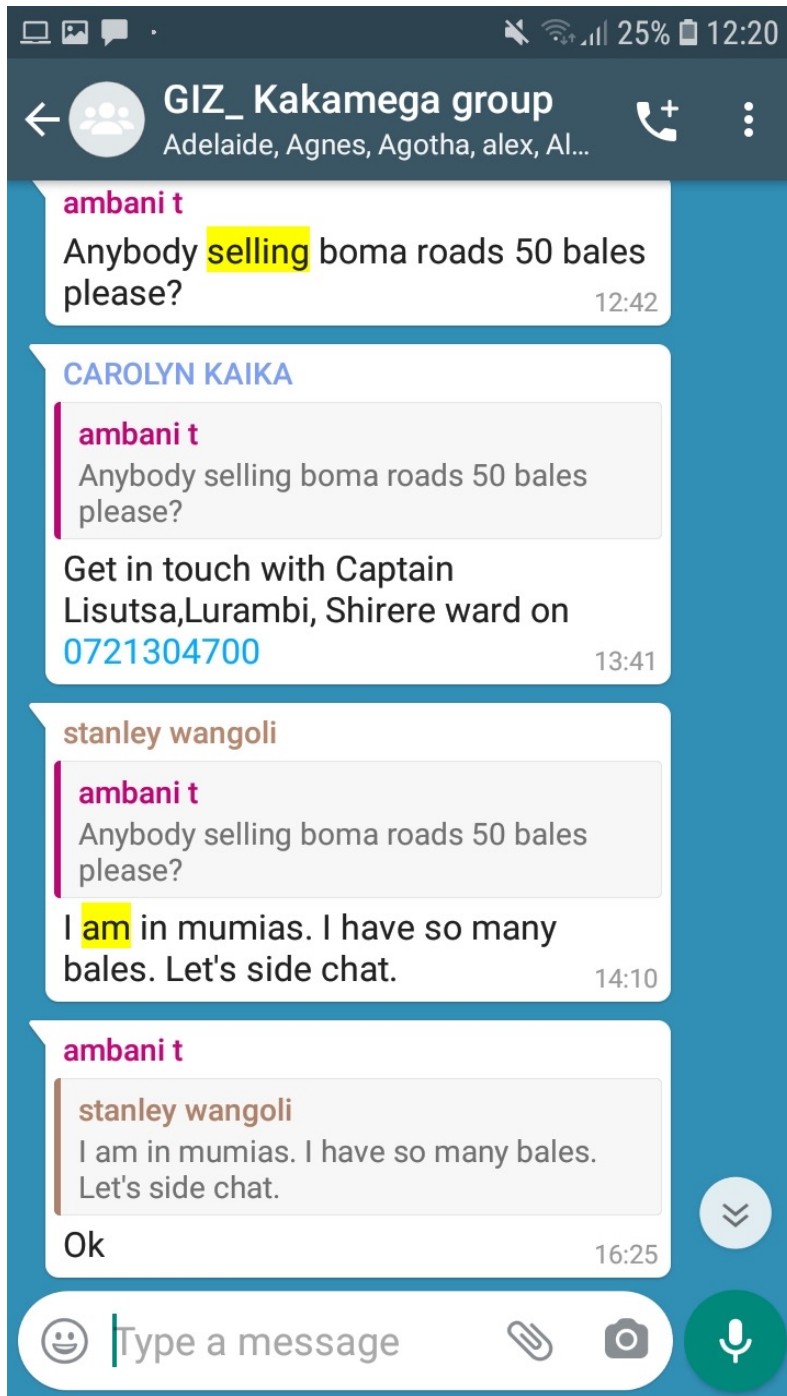 25% 12:20
GIZ_ Kakamega group
Adelaide, Agnes, Agotha, alex, Al...
ambani t
Anybody selling boma roads 50 bales
please?
12:42
CAROLYN KAIKA
ambani t
Anybody selling boma roads 50 bales
please?
Get in touch with Captain
Lisutsa,Lurambi, Shirere ward on
0721304700
13:41
stanley wangoli
ambani t
Anybody selling boma roads 50 bales
please?
I am in mumias. I have so many
bales. Let's side chat.
14:10
ambani t
stanley wangoli
I am in mumias. I have so many bales.
Let's side chat.
Ok
16:25
Type a message